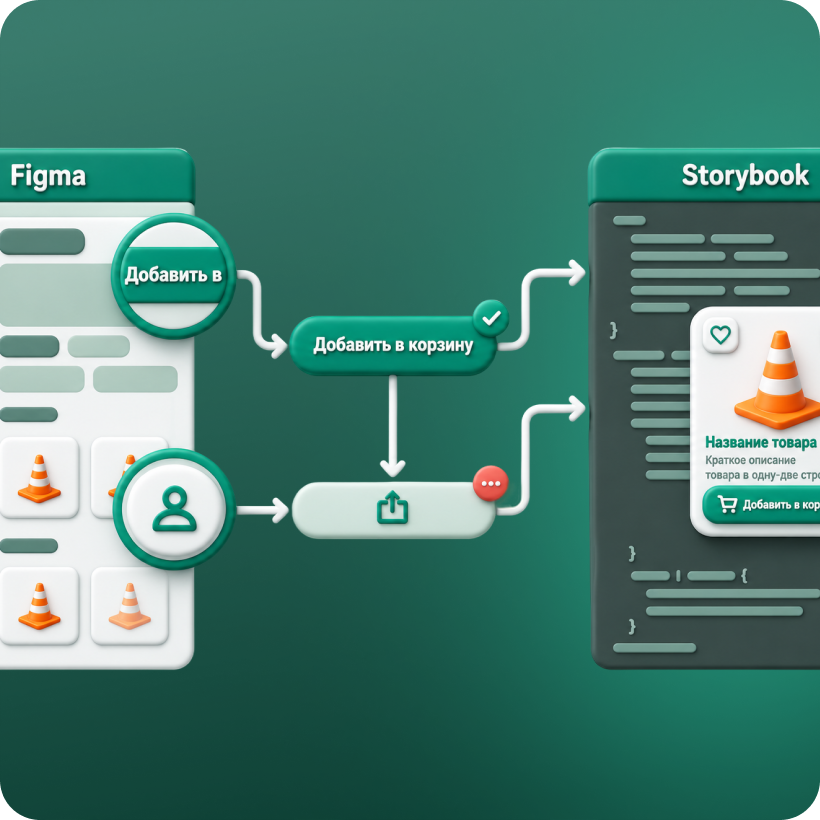 Figma
Добавить в
Добавить в корзину
Storybook
}
Название товара
Краткое описание
товара в одну-две стро
Добавить в кор
}
{
}